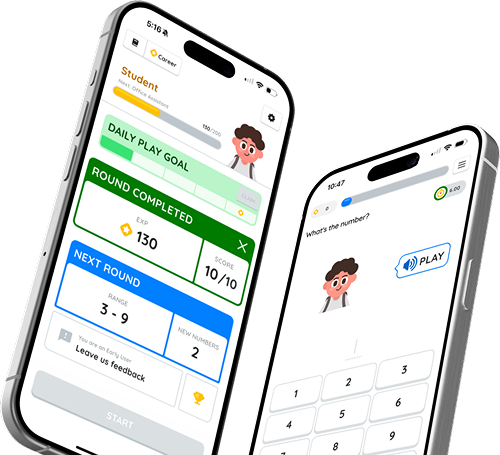 5:16
Career
Student
Next, Office Assistant
130/200
DAILY PLAY GOAL
CLAIM
ROUND COMPLETED
EXP
130
SCORE
10/10
NEXT ROUND
RANGE
3 - 9
NEW NUMBERS
2
You are an Early User
Leave us feedback
START
10:47
0
6.00
What's the number?
PLAY
1
2
3
4
5
6
7
8
9